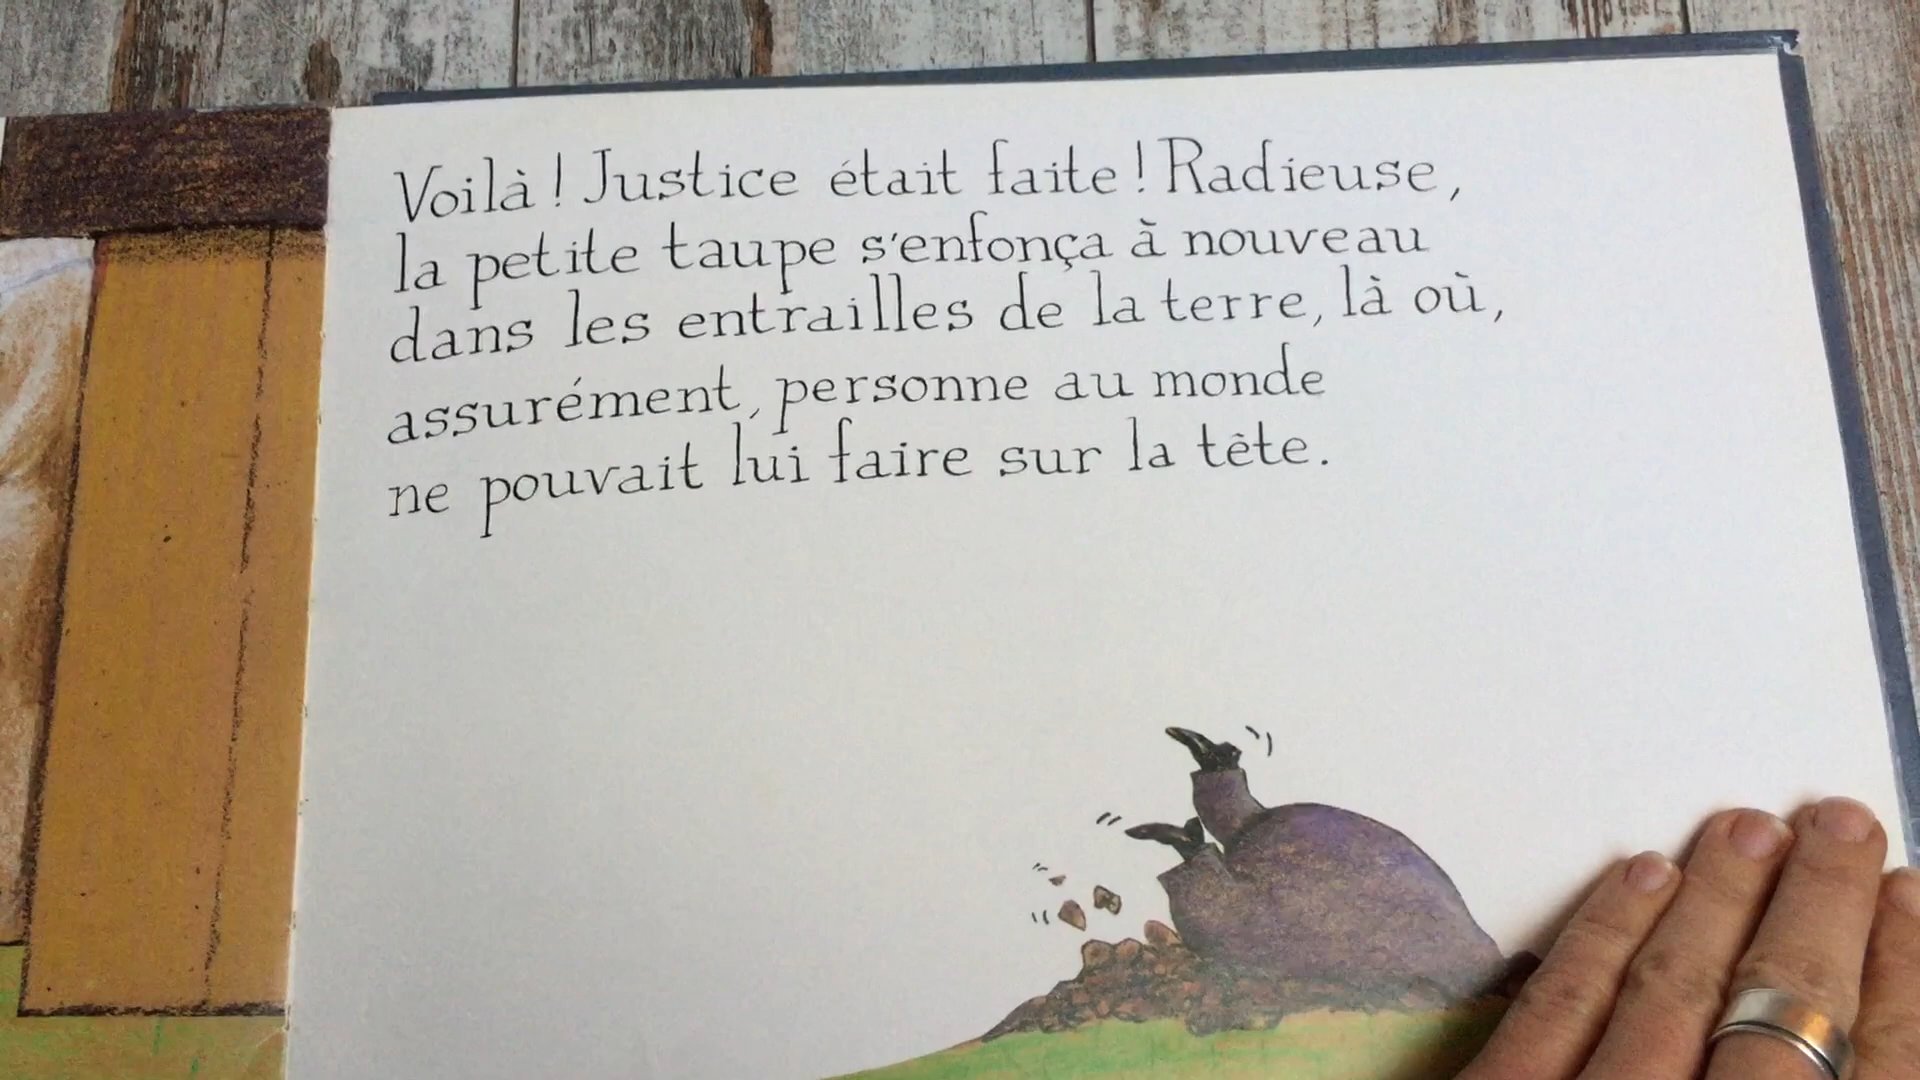 Voilà ! Justice était faite ! Radieuse,
la petite taupe s'enfonça à nouveau
dans les entrailles de la terre, là où,
assurément, personne au monde
ne pouvait lui faire sur la tête.